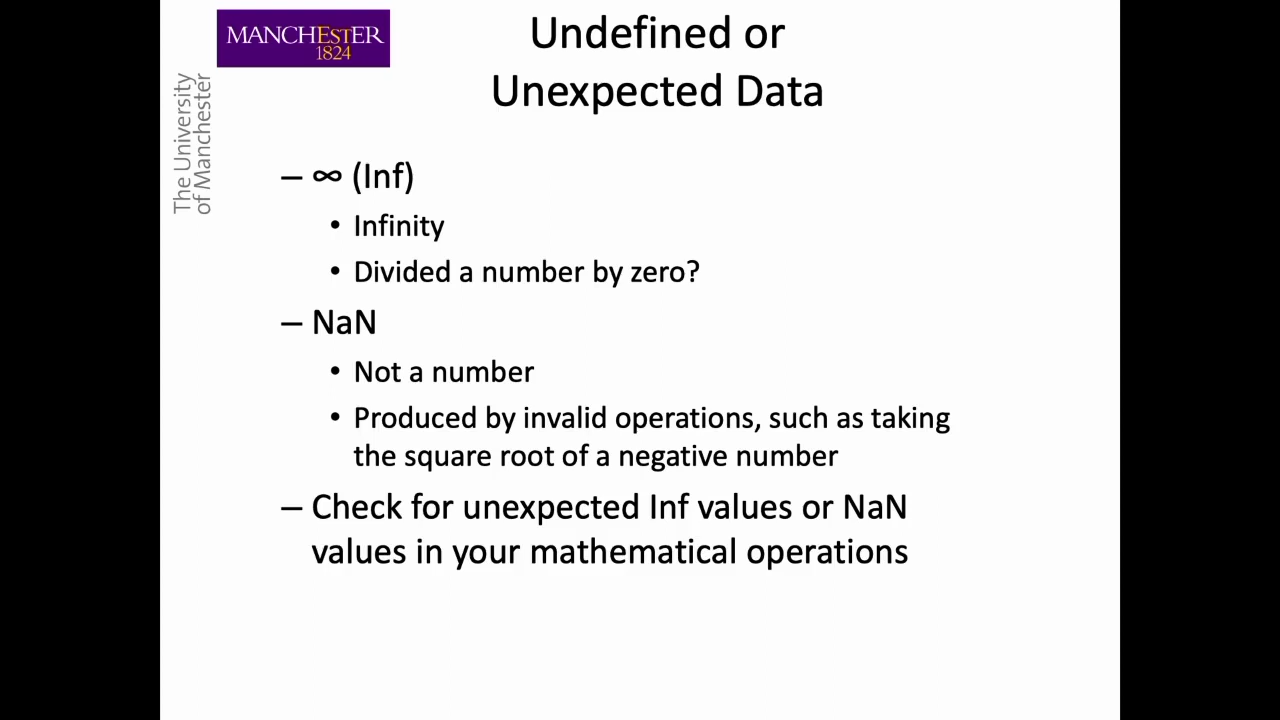 MANCHESTER
1824
The University
of Manchester
Undefined or
Unexpected Data
– ∞ (Inf)
• Infinity
• Divided a number by zero?
– NaN
• Not a number
• Produced by invalid operations, such as taking
the square root of a negative number
– Check for unexpected Inf values or NaN
values in your mathematical operations